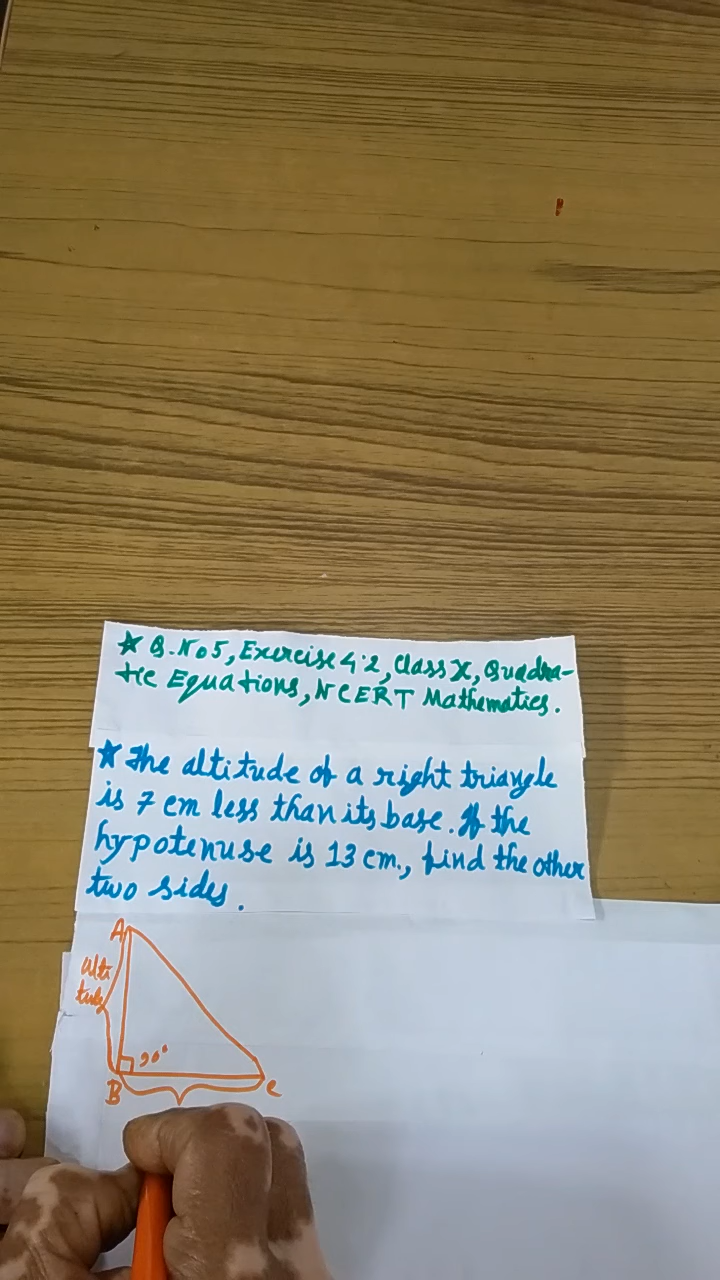 ★ Q.No5, Exercise 4.2, Class X, Quadra-
tic Equations, NCERT Mathematics.
★ The altitude of a right triangle
is 7 cm less than its base. If the
hypotenuse is 13 cm., find the other
two sides.
A
alti
tude
90°
B
C